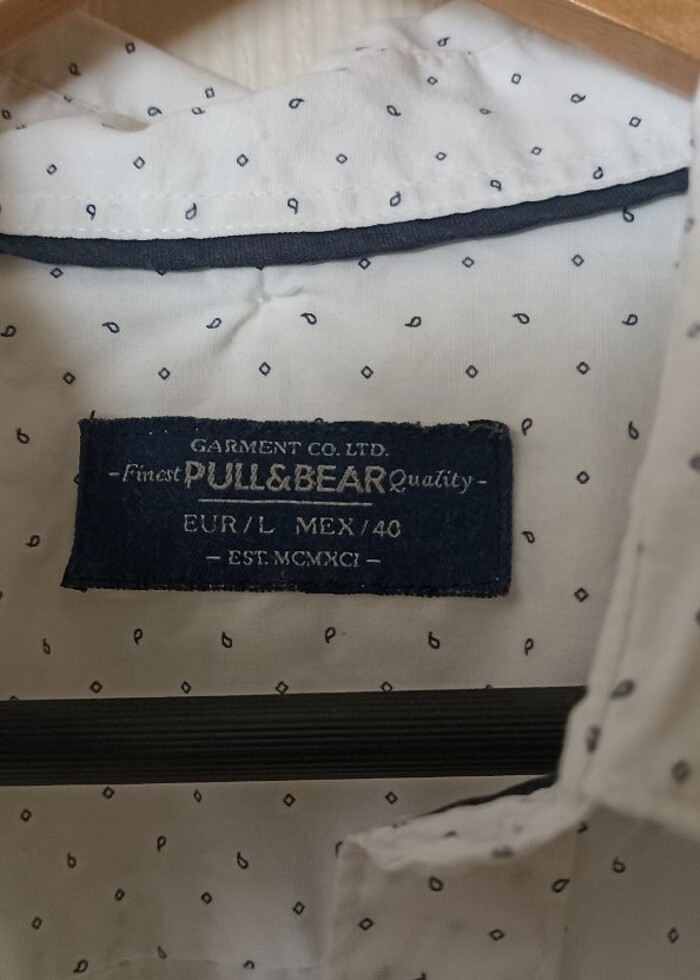 GARMENT CO. LTD.
-Finest PULL&BEAR Quality-
EUR/L MEX/40
- EST. MCMXCI -